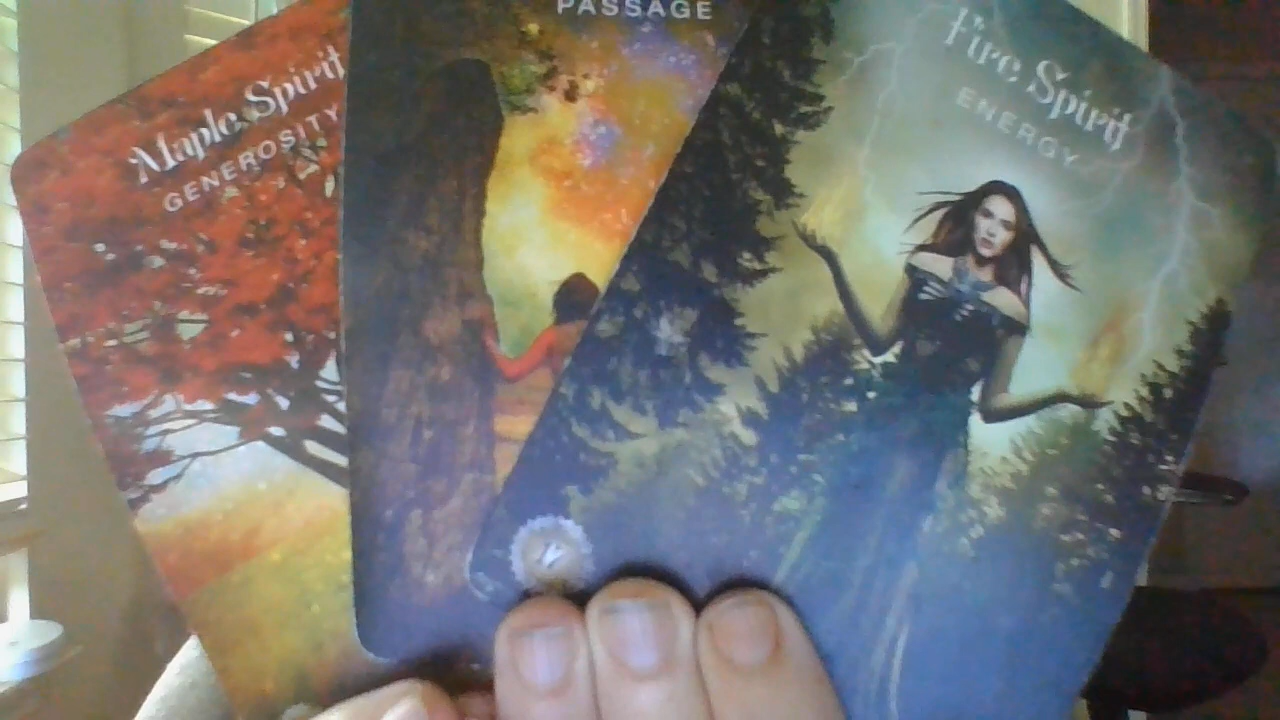 Maple Spirit
GENEROSITY
PASSAGE
Fire Spirit
ENERGY